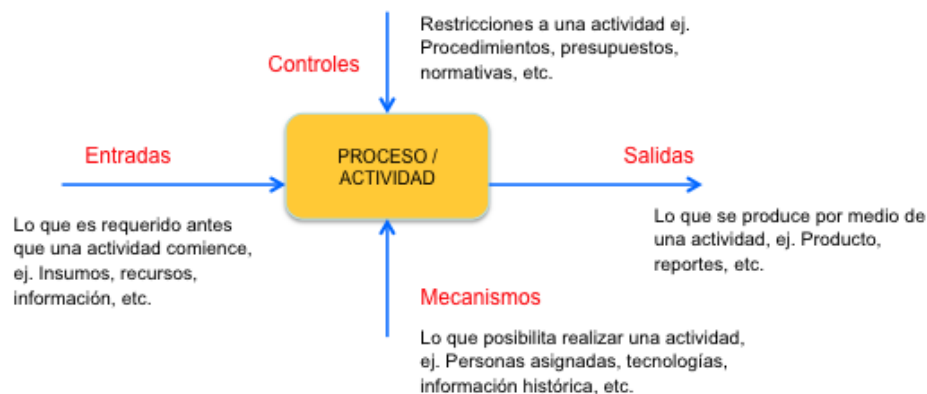 Restricciones a una actividad ej.
Procedimientos, presupuestos,
normativas, etc.
Controles
Entradas
PROCESO /
ACTIVIDAD
Salidas
Lo que es requerido antes
que una actividad comience,
ej. Insumos, recursos,
información, etc.
Lo que se produce por medio de
una actividad, ej. Producto,
reportes, etc.
Mecanismos
Lo que posibilita realizar una actividad,
ej. Personas asignadas, tecnologías,
información histórica, etc.